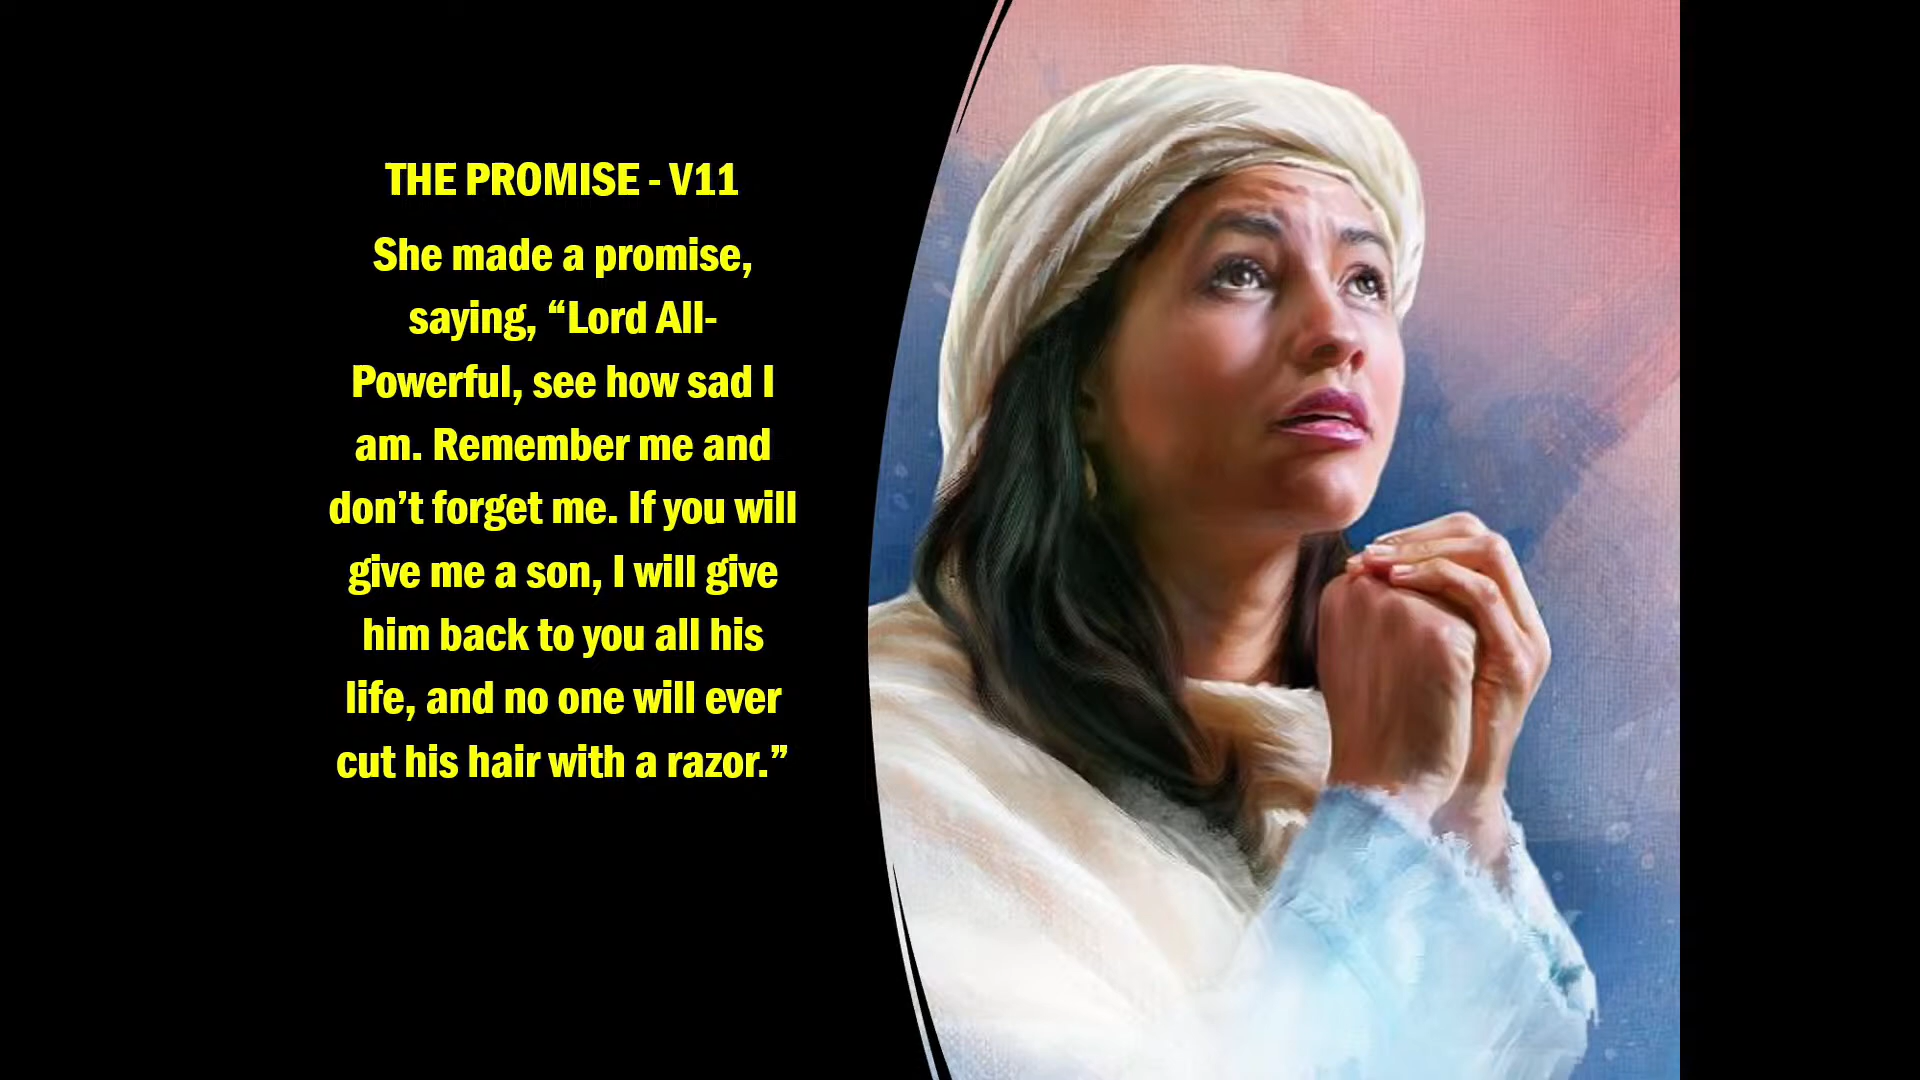 THE PROMISE - V11
She made a promise,
saying, “Lord All-
Powerful, see how sad I
am. Remember me and
don’t forget me. If you will
give me a son, I will give
him back to you all his
life, and no one will ever
cut his hair with a razor.”